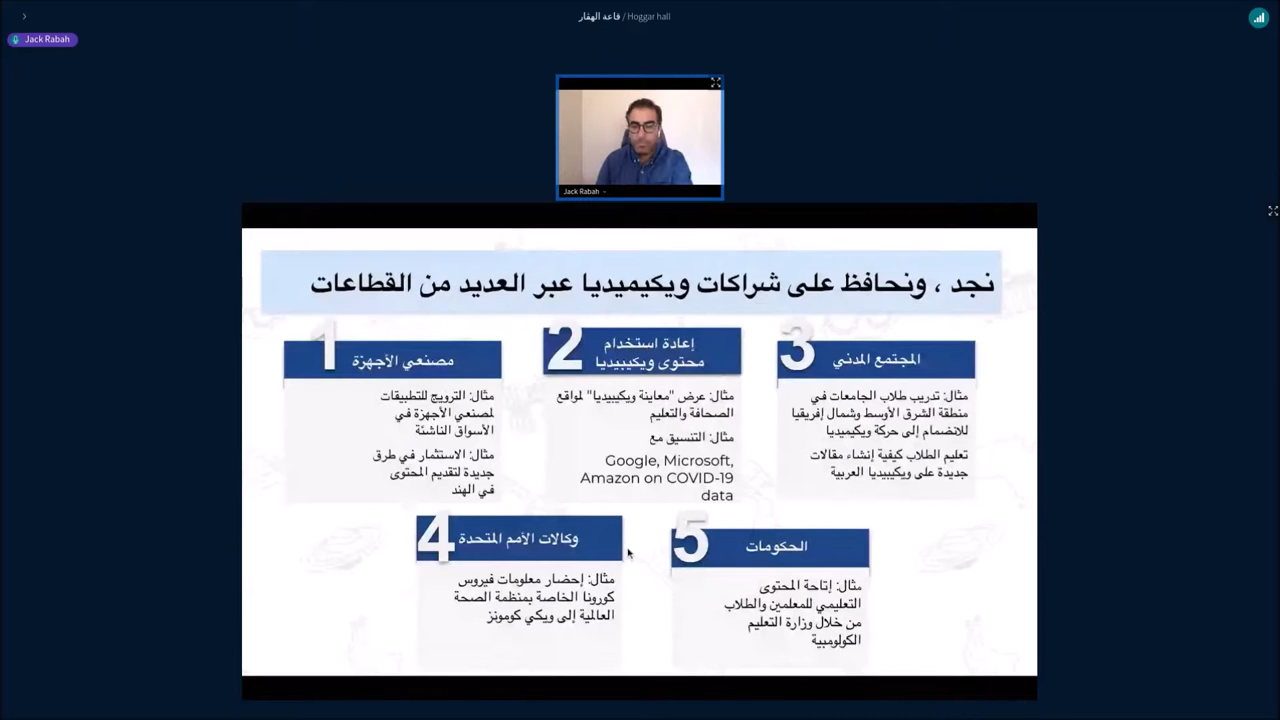 قاعة الهڨار / Hoggar hall
Jack Rabah
Jack Rabah
نجد ، ونحافظ على شراكات ويكيميديا عبر العديد من القطاعات
1
مصنعي الأجهزة
مثال: الترويج للتطبيقات
لمصنعي الأجهزة في
الأسواق الناشئة
مثال: الاستثمار في طرق
جديدة لتقديم المحتوى
في الهند
2
إعادة استخدام
محتوى ويكيبيديا
مثال: عرض "معاينة ويكيبيديا" لمواقع
الصحافة والتعليم
مثال: التنسيق مع
Google, Microsoft,
Amazon on COVID-19
data
3
المجتمع المدني
مثال: تدريب طلاب الجامعات في
منطقة الشرق الأوسط وشمال إفريقيا
للانضمام إلى حركة ويكيميديا
تعليم الطلاب كيفية إنشاء مقالات
جديدة على ويكيبيديا العربية
4
وكالات الأمم المتحدة
مثال: إحضار معلومات فيروس
كورونا الخاصة بمنظمة الصحة
العالمية إلى ويكي كومونز
5
الحكومات
مثال: إتاحة المحتوى
التعليمي للمعلمين والطلاب
من خلال وزارة التعليم
الكولومبية